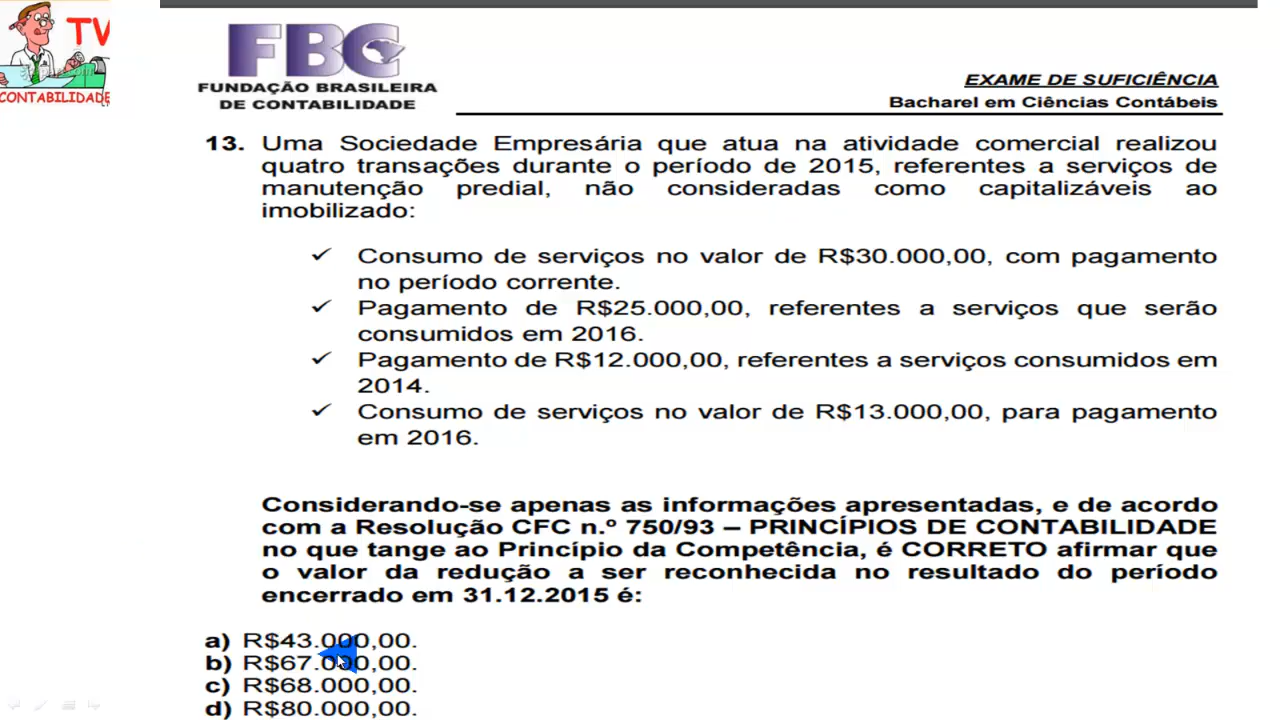 TV
CONTABILIDADE
FBC
FUNDAÇÃO BRASILEIRA
DE CONTABILIDADE
EXAME DE SUFICIÊNCIA
Bacharel em Ciências Contábeis
13. Uma Sociedade Empresária que atua na atividade comercial realizou
quatro transações durante o período de 2015, referentes a serviços de
manutenção predial, não consideradas como capitalizáveis ao
imobilizado:
✓ Consumo de serviços no valor de R$30.000,00, com pagamento
no período corrente.
✓ Pagamento de R$25.000,00, referentes a serviços que serão
consumidos em 2016.
✓ Pagamento de R$12.000,00, referentes a serviços consumidos em
2014.
✓ Consumo de serviços no valor de R$13.000,00, para pagamento
em 2016.
Considerando-se apenas as informações apresentadas, e de acordo
com a Resolução CFC n.º 750/93 – PRINCÍPIOS DE CONTABILIDADE
no que tange ao Princípio da Competência, é CORRETO afirmar que
o valor da redução a ser reconhecida no resultado do período
encerrado em 31.12.2015 é:
a) R$43.000,00.
b) R$67.000,00.
c) R$68.000,00.
d) R$80.000,00.